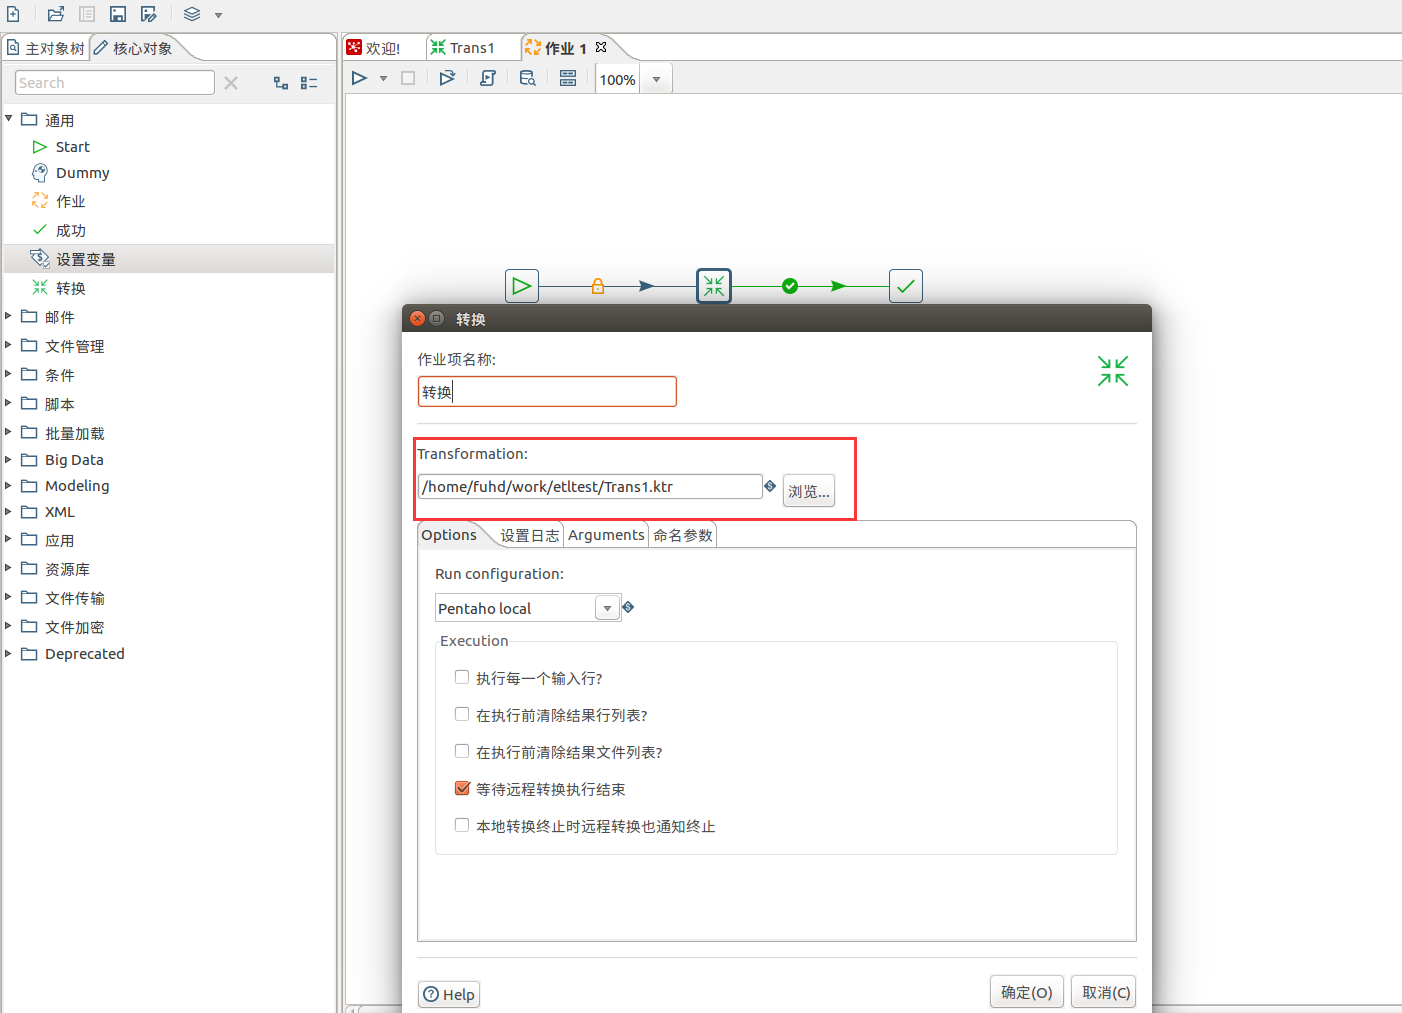 主对象树
核心对象
欢迎!
Trans1
作业 1
Search
100%
通用
Start
Dummy
作业
成功
设置变量
转换
邮件
文件管理
条件
脚本
批量加载
Big Data
Modeling
XML
应用
资源库
文件传输
文件加密
Deprecated
转换
作业项名称:
转换
Transformation:
/home/fuhd/work/etltest/Trans1.ktr
浏览...
Options
设置日志
Arguments
命名参数
Run configuration:
Pentaho local
Execution
执行每一个输入行?
在执行前清除结果行列表?
在执行前清除结果文件列表?
等待远程转换执行结束
本地转换终止时远程转换也通知终止
Help
确定(O)
取消(C)